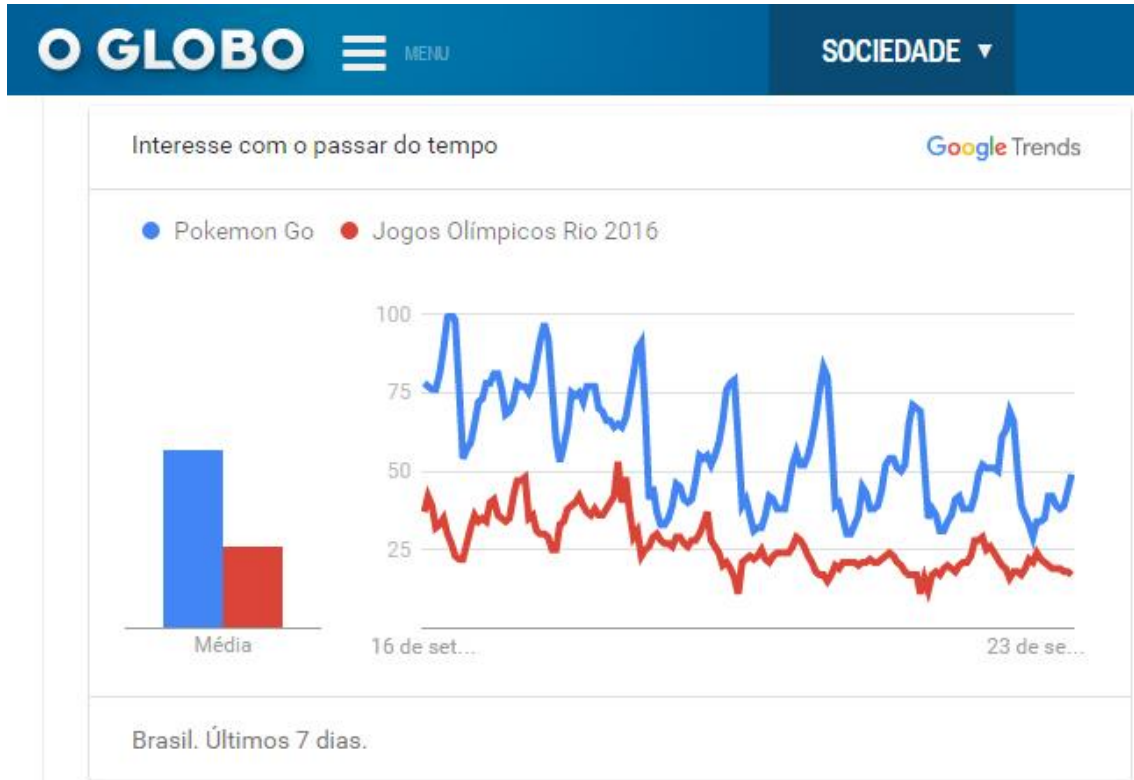 O GLOBO MENU SOCIEDADE ▼
Interesse com o passar do tempo Google Trends
Pokemon Go Jogos Olímpicos Rio 2016
100
75
50
25
Média 16 de set... 23 de se...
Brasil. Últimos 7 dias.